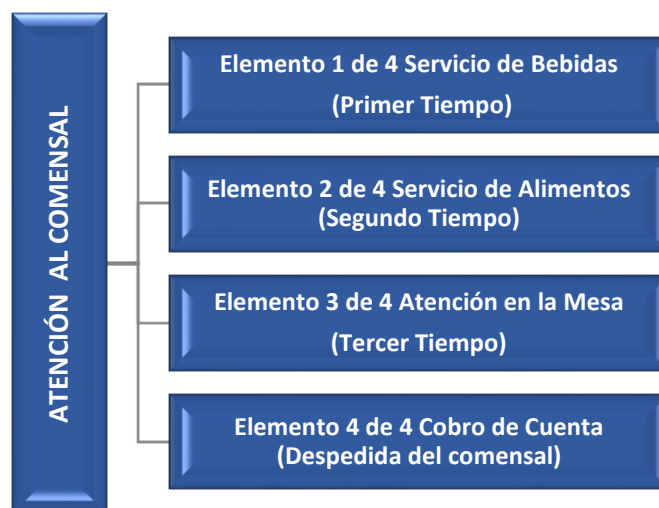 ATENCIÓN AL COMENSAL
Elemento 1 de 4 Servicio de Bebidas
(Primer Tiempo)
Elemento 2 de 4 Servicio de Alimentos
(Segundo Tiempo)
Elemento 3 de 4 Atención en la Mesa
(Tercer Tiempo)
Elemento 4 de 4 Cobro de Cuenta
(Despedida del comensal)